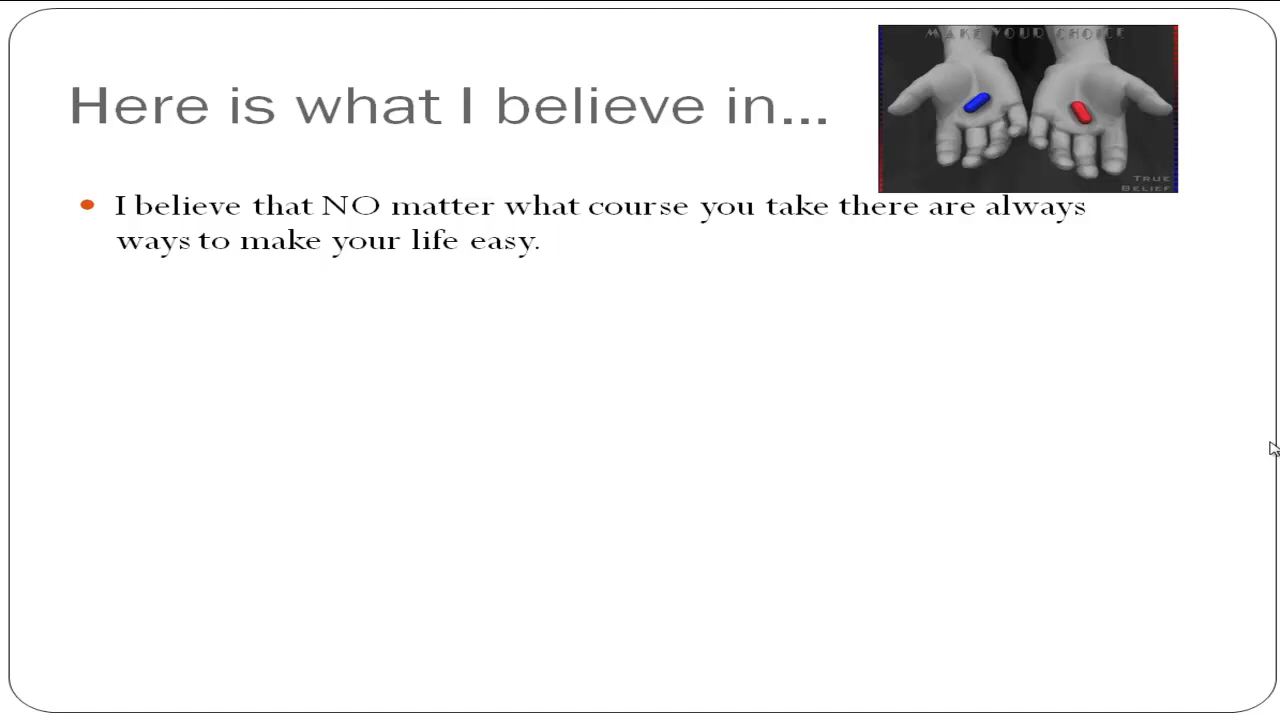 MAKE YOUR CHOICE
Here is what I believe in...
TRUE
BELIEF
I believe that NO matter what course you take there are always
ways to make your life easy.